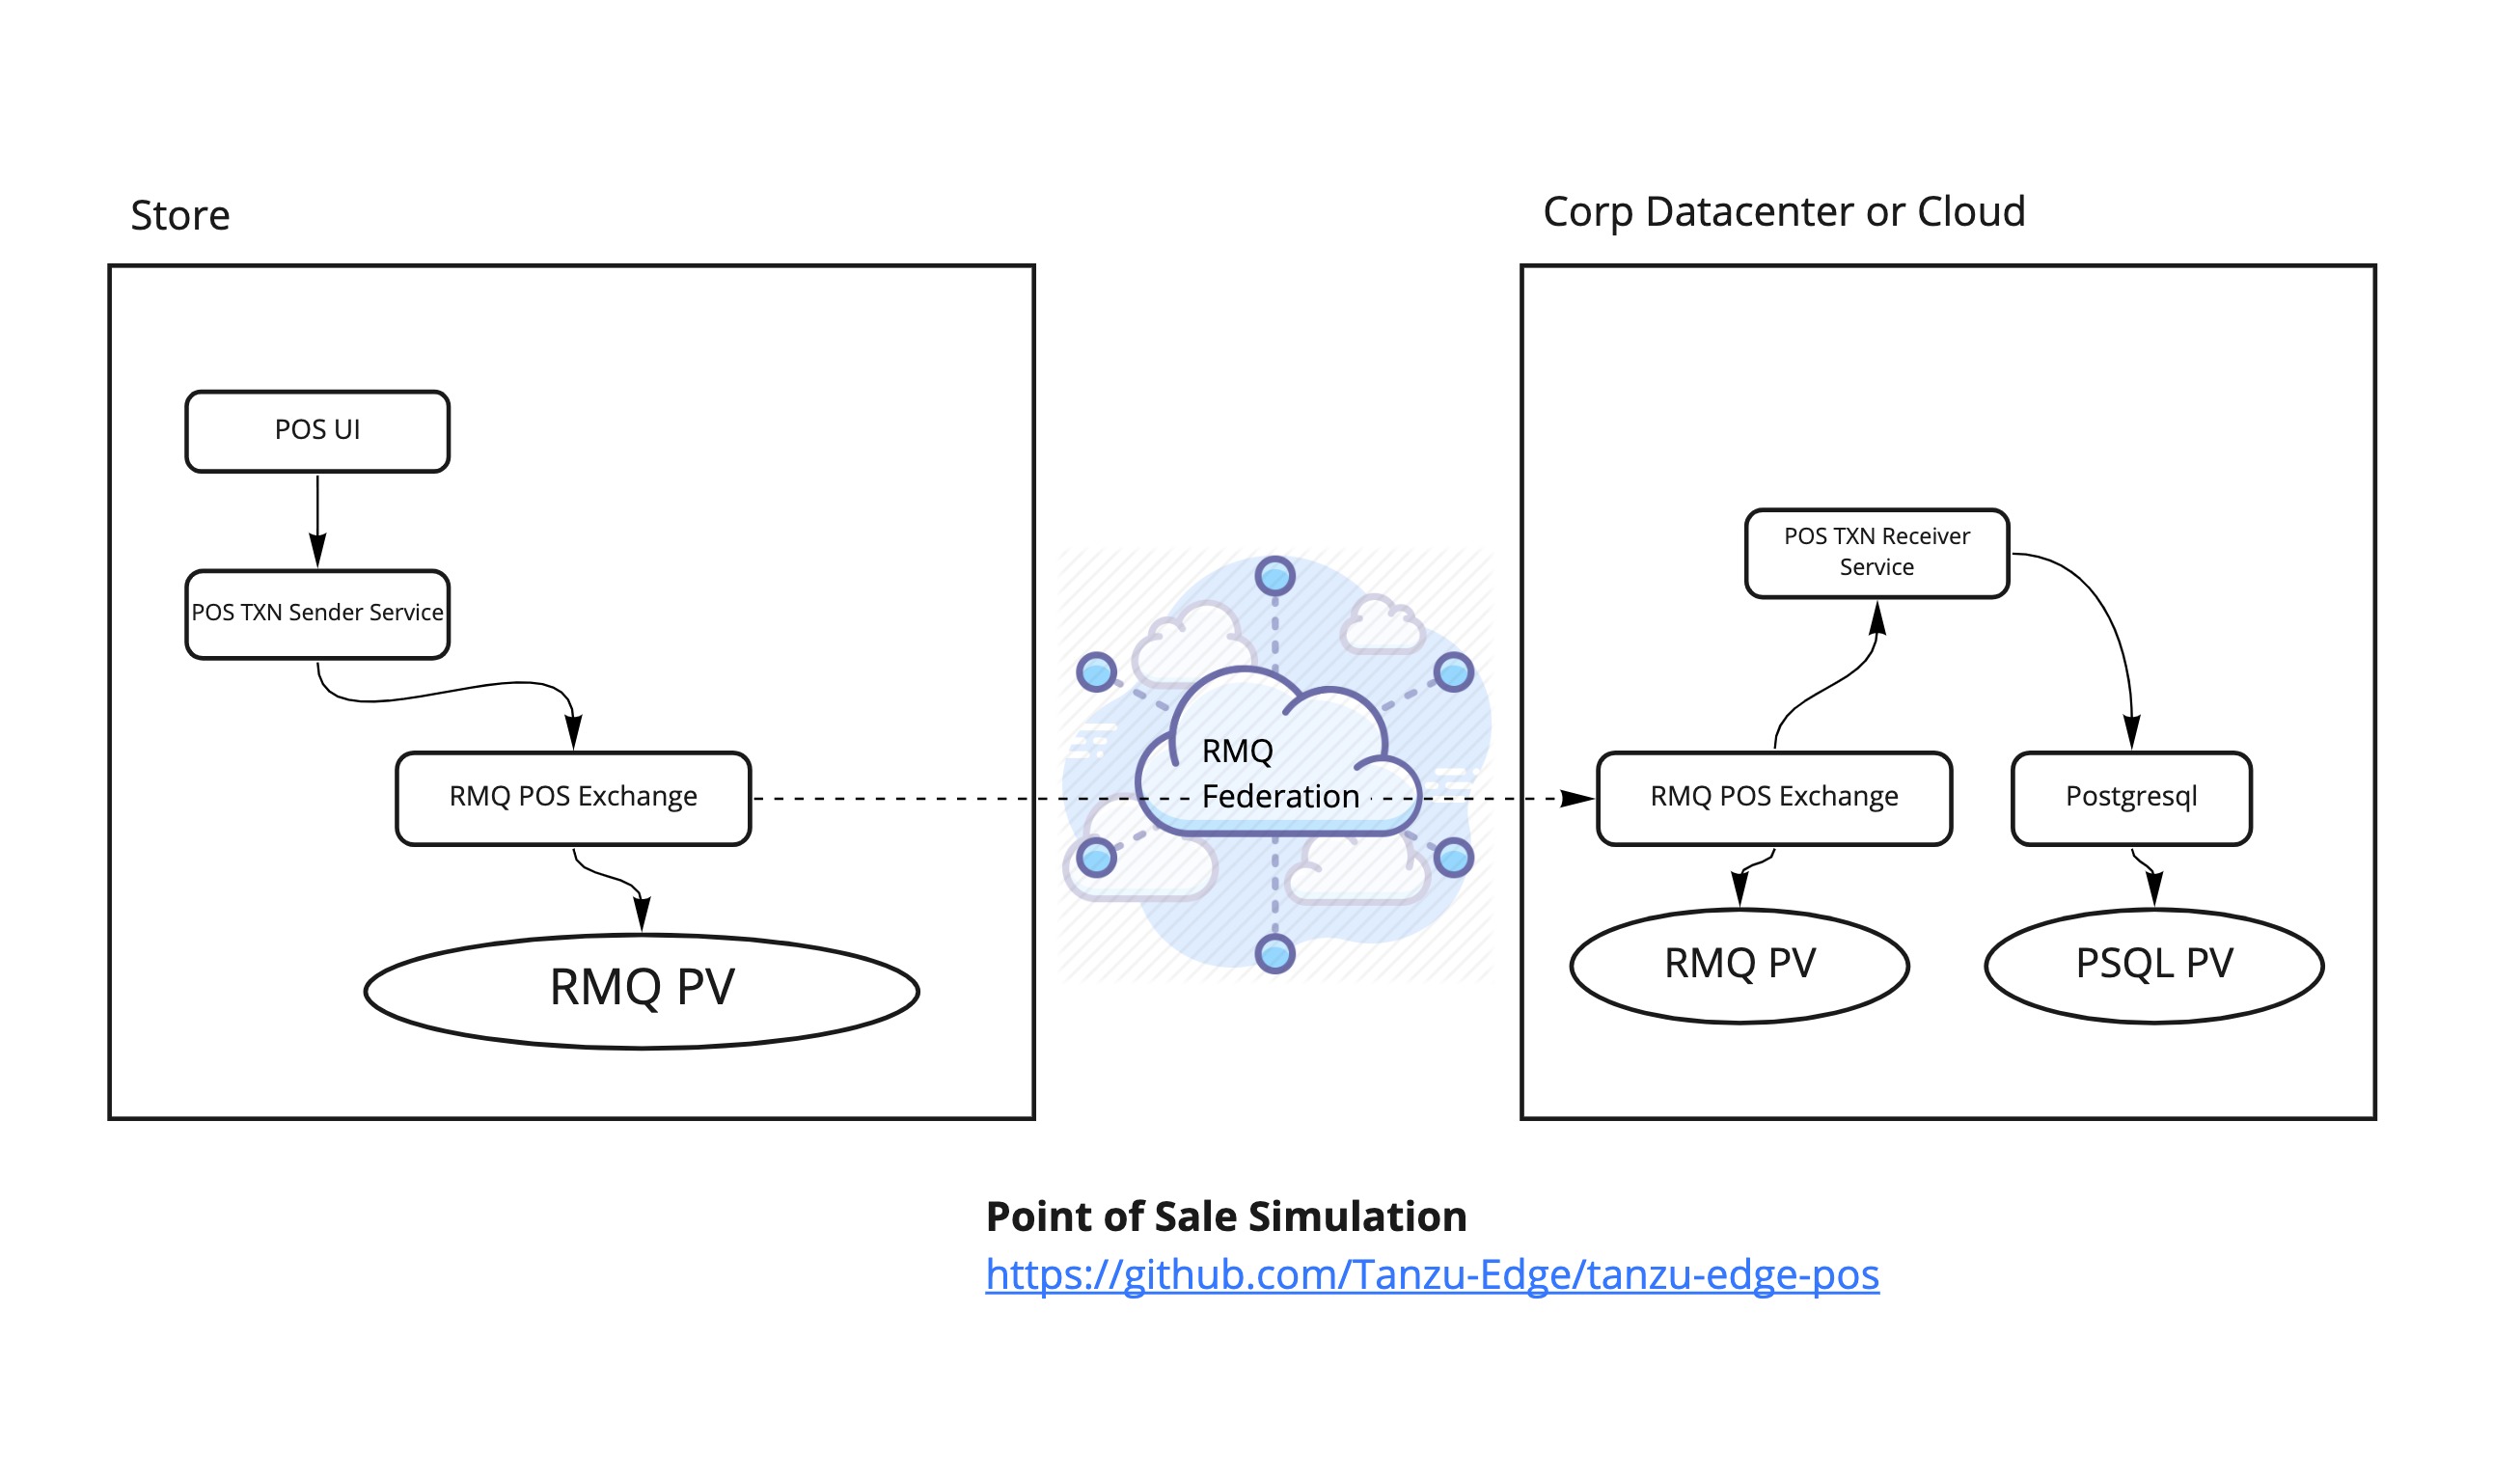 Store
Corp Datacenter or Cloud
POS UI
POS TXN Sender Service
RMQ POS Exchange
RMQ PV
RMQ
Federation
POS TXN Receiver
Service
RMQ POS Exchange
Postgresql
RMQ PV
PSQL PV
Point of Sale Simulation
https://github.com/Tanzu-Edge/tanzu-edge-pos